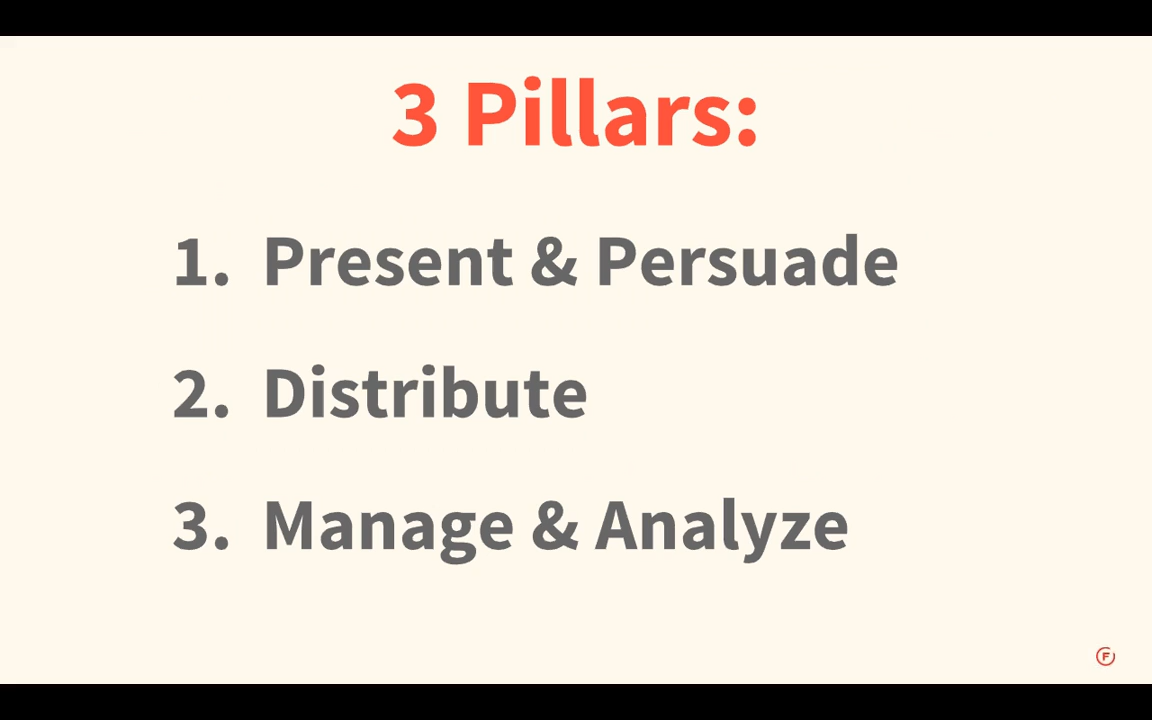 3 Pillars:
1. Present & Persuade
2. Distribute
3. Manage & Analyze
F